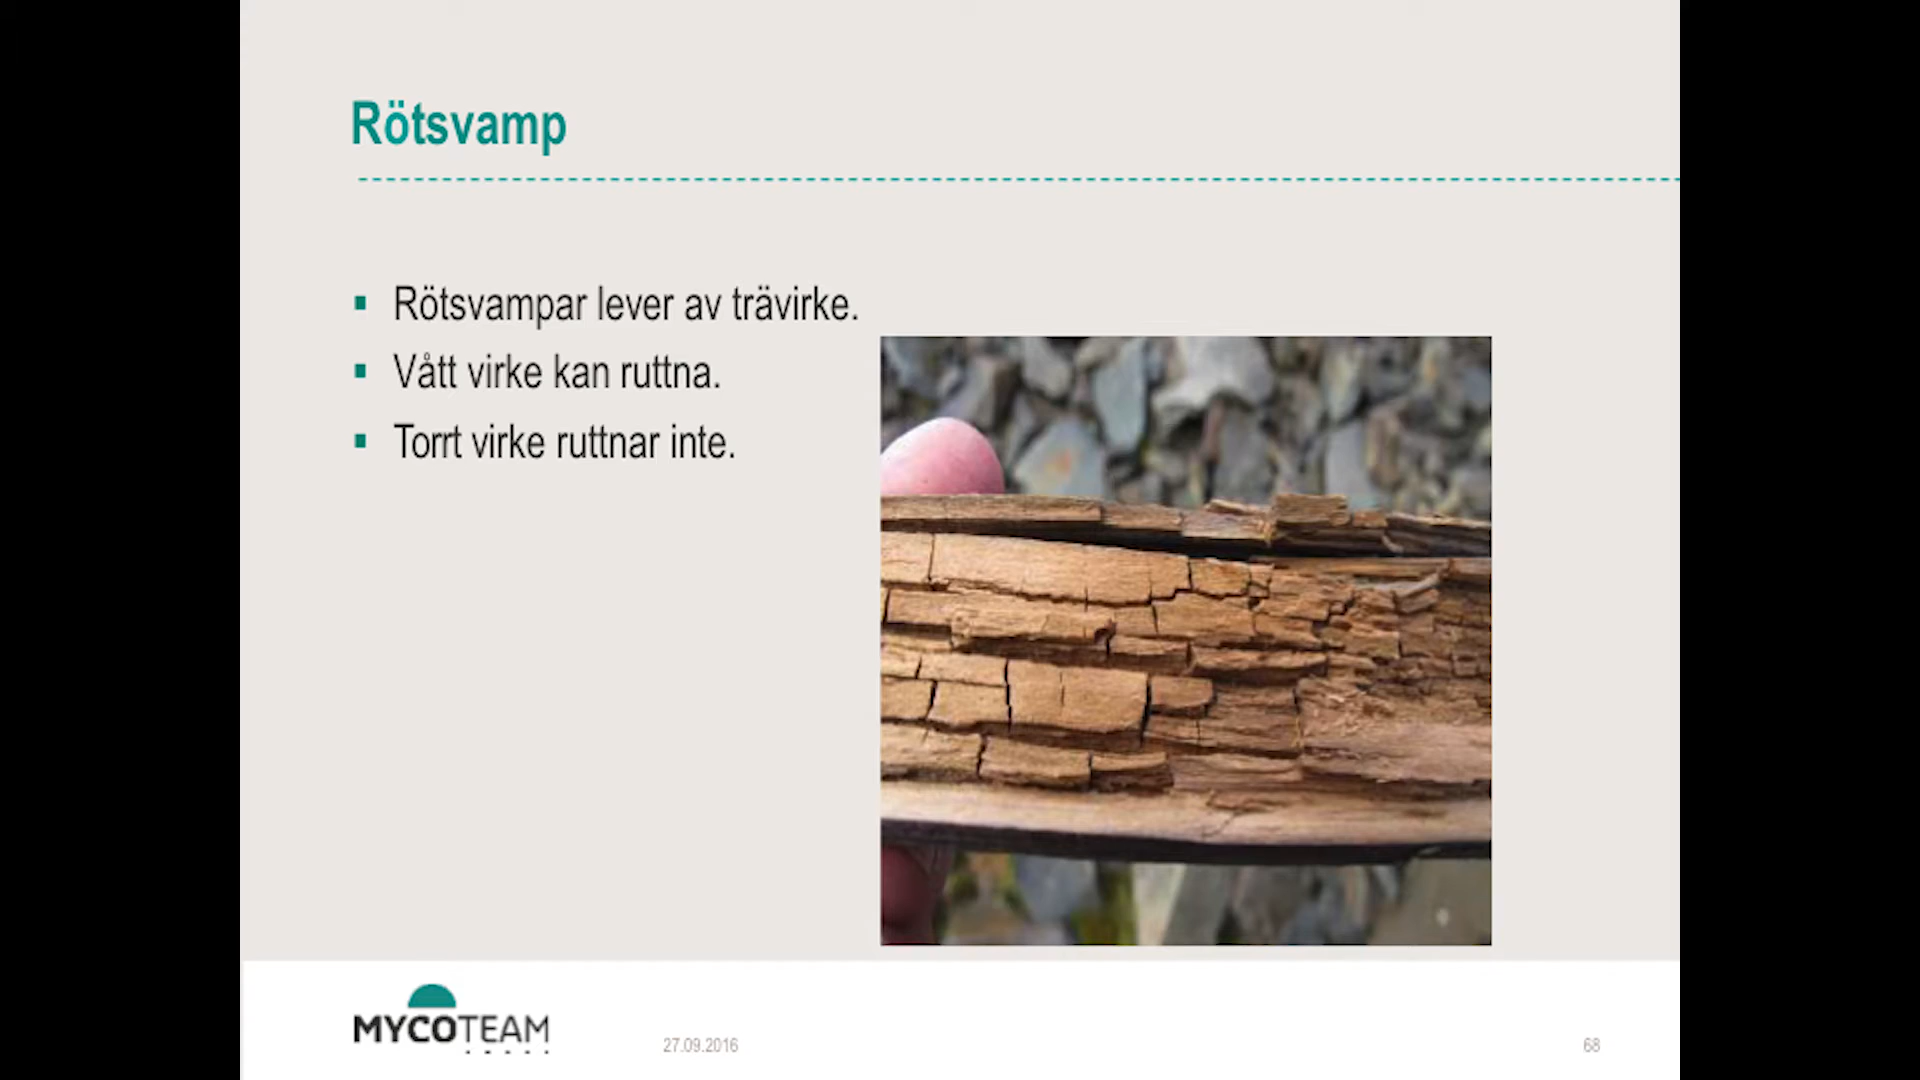 Rötsvamp
Rötsvampar lever av trävirke.
Vått virke kan ruttna.
Torrt virke ruttnar inte.
MYCOTEAM
27.09.2016
68